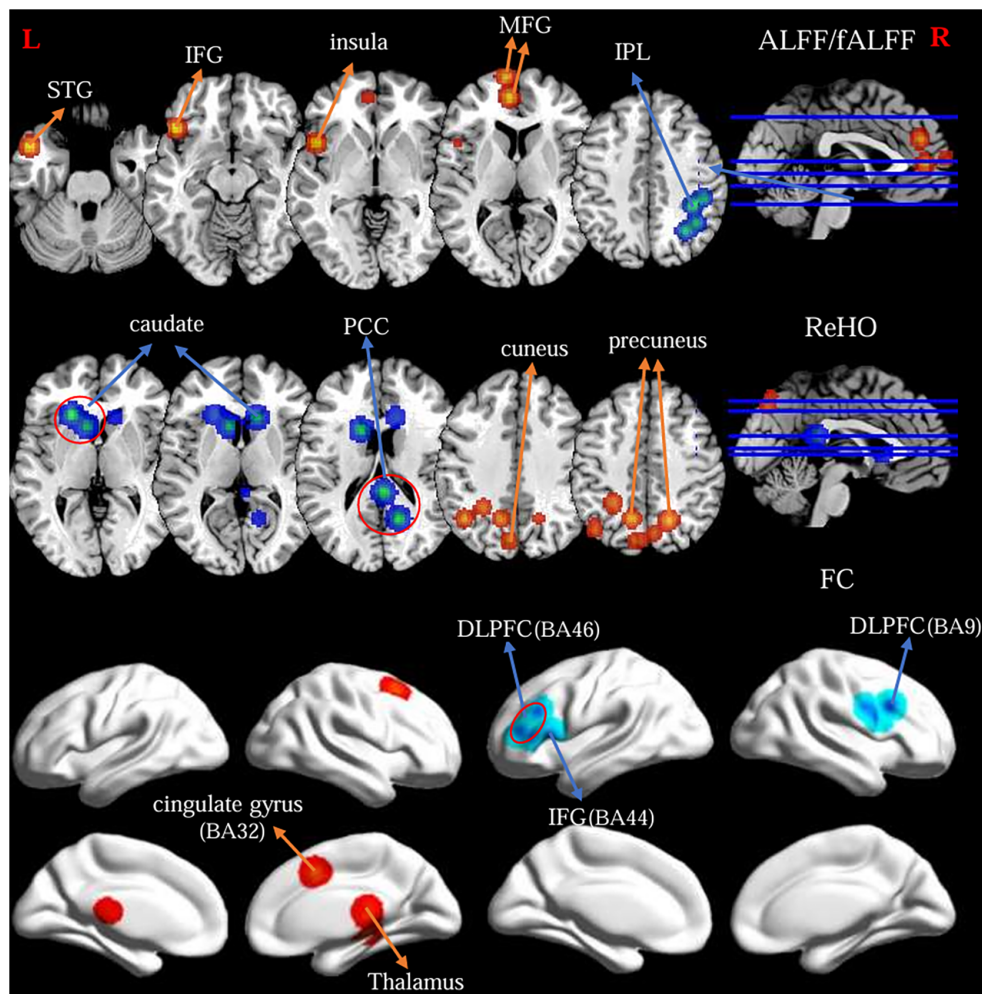 L
STG
IFG
insula
MFG
IPL
ALFF/fALFF
R
caudate
PCC
cuneus
precuneus
ReHO
FC
DLPFC(BA46)
DLPFC(BA9)
IFG(BA44)
cingulate gyrus
(BA32)
Thalamus